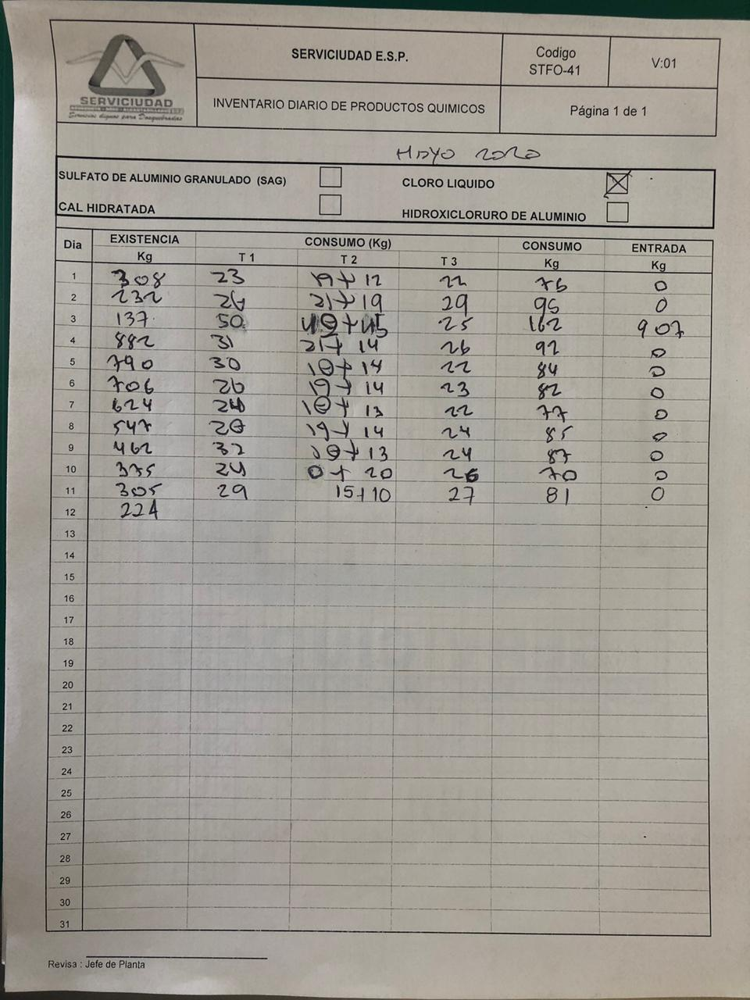 SERVICIUDAD
Servicios dignos para Dosquebradas
SERVICIUDAD E.S.P.
Codigo
STFO-41
V:01
INVENTARIO DIARIO DE PRODUCTOS QUIMICOS
Página 1 de 1
MAYO 2020
SULFATO DE ALUMINIO GRANULADO (SAG)
CLORO LIQUIDO
CAL HIDRATADA
HIDROXICLORURO DE ALUMINIO
Dia EXISTENCIA CONSUMO (Kg) CONSUMO ENTRADA
Kg T 1 T 2 T 3 Kg Kg
1 308 23 19+12 22 76 0
2 232 26 21+19 29 95 0
3 137 50 +45 25 162 907
4 882 31 21+14 26 92 0
5 790 30 18+14 22 84 0
6 706 26 19+14 23 82 0
7 624 24 18+13 22 77 0
8 547 28 19+14 24 85 0
9 462 32 18+13 24 87 0
10 375 24 0+20 26 70 0
11 305 29 15+10 27 81 0
12 224
13
14
15
16
17
18
19
20
21
22
23
24
25
26
27
28
29
30
31
Revisa : Jefe de Planta